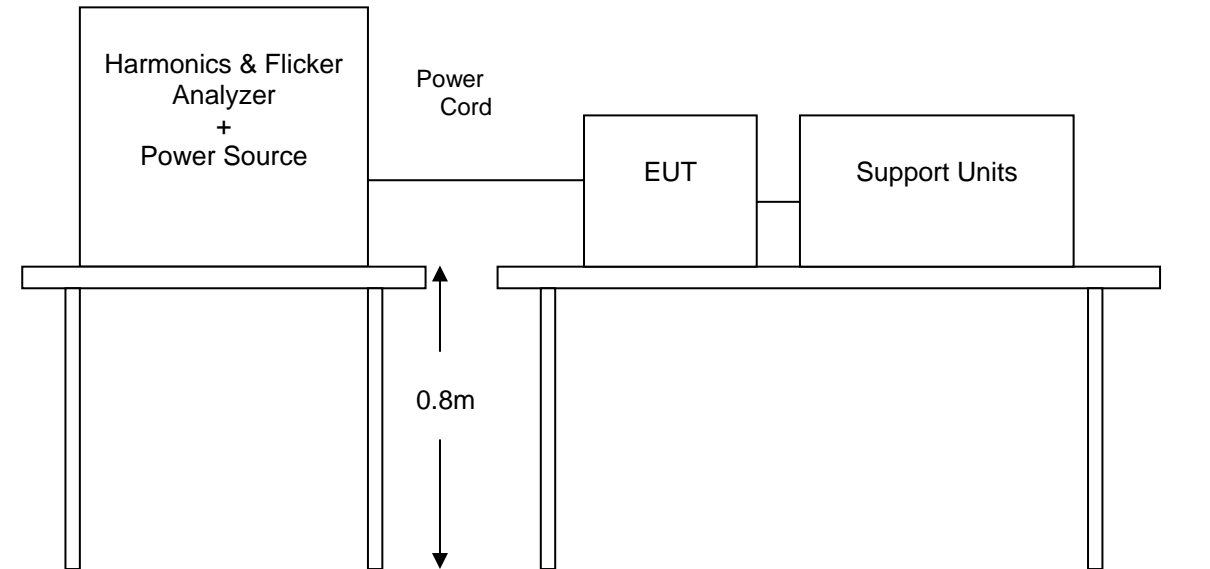 Harmonics & Flicker
Analyzer
+
Power Source
Power
Cord
EUT
Support Units
0.8m